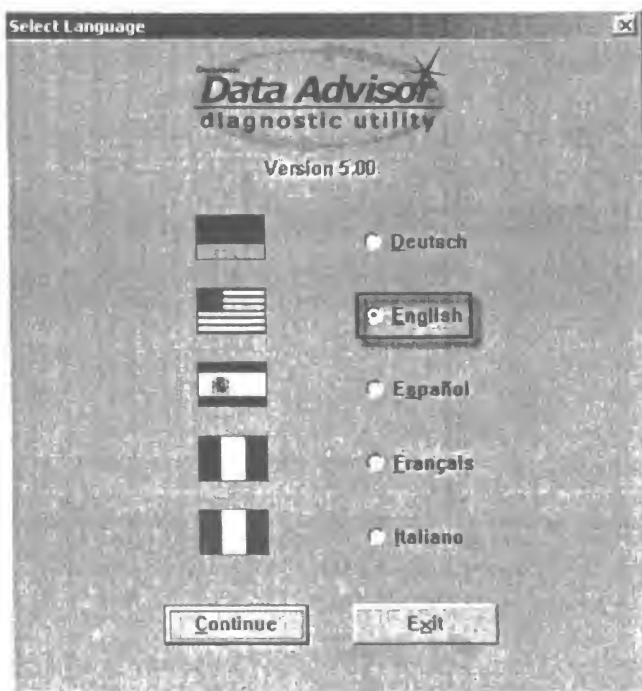 Select Language
Data Advisor
diagnostic utility
Version 5.00
Deutsch
English
Español
Français
Italiano
Continue
Exit